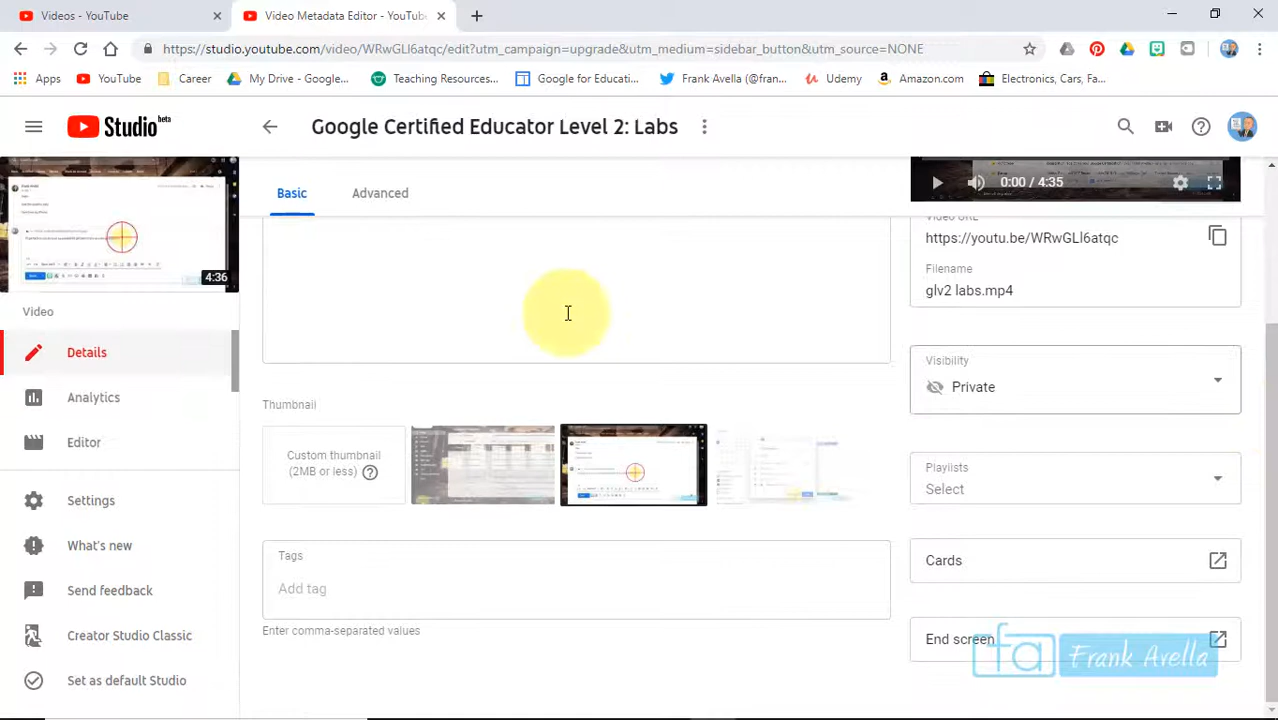 Videos - YouTube
Video Metadata Editor - YouTub
https://studio.youtube.com/video/WRwGLl6atqc/edit?utm_campaign=upgrade&utm_medium=sidebar_button&utm_source=NONE
Apps
YouTube
Career
My Drive - Google...
Teaching Resources...
Google for Educati...
Frank Avella (@fran...
Udemy
Amazon.com
Electronics, Cars, Fa...
Studio beta
Google Certified Educator Level 2: Labs
Basic
Advanced
0:00 / 4:35
4:36
Video
Details
Analytics
Editor
Settings
What's new
Send feedback
Creator Studio Classic
Set as default Studio
Thumbnail
Custom thumbnail
(2MB or less)
Tags
Add tag
Enter comma-separated values
Video URL
https://youtu.be/WRwGLl6atqc
Filename
glv2 labs.mp4
Visibility
Private
Playlists
Select
Cards
End screen
fa Frank Avella